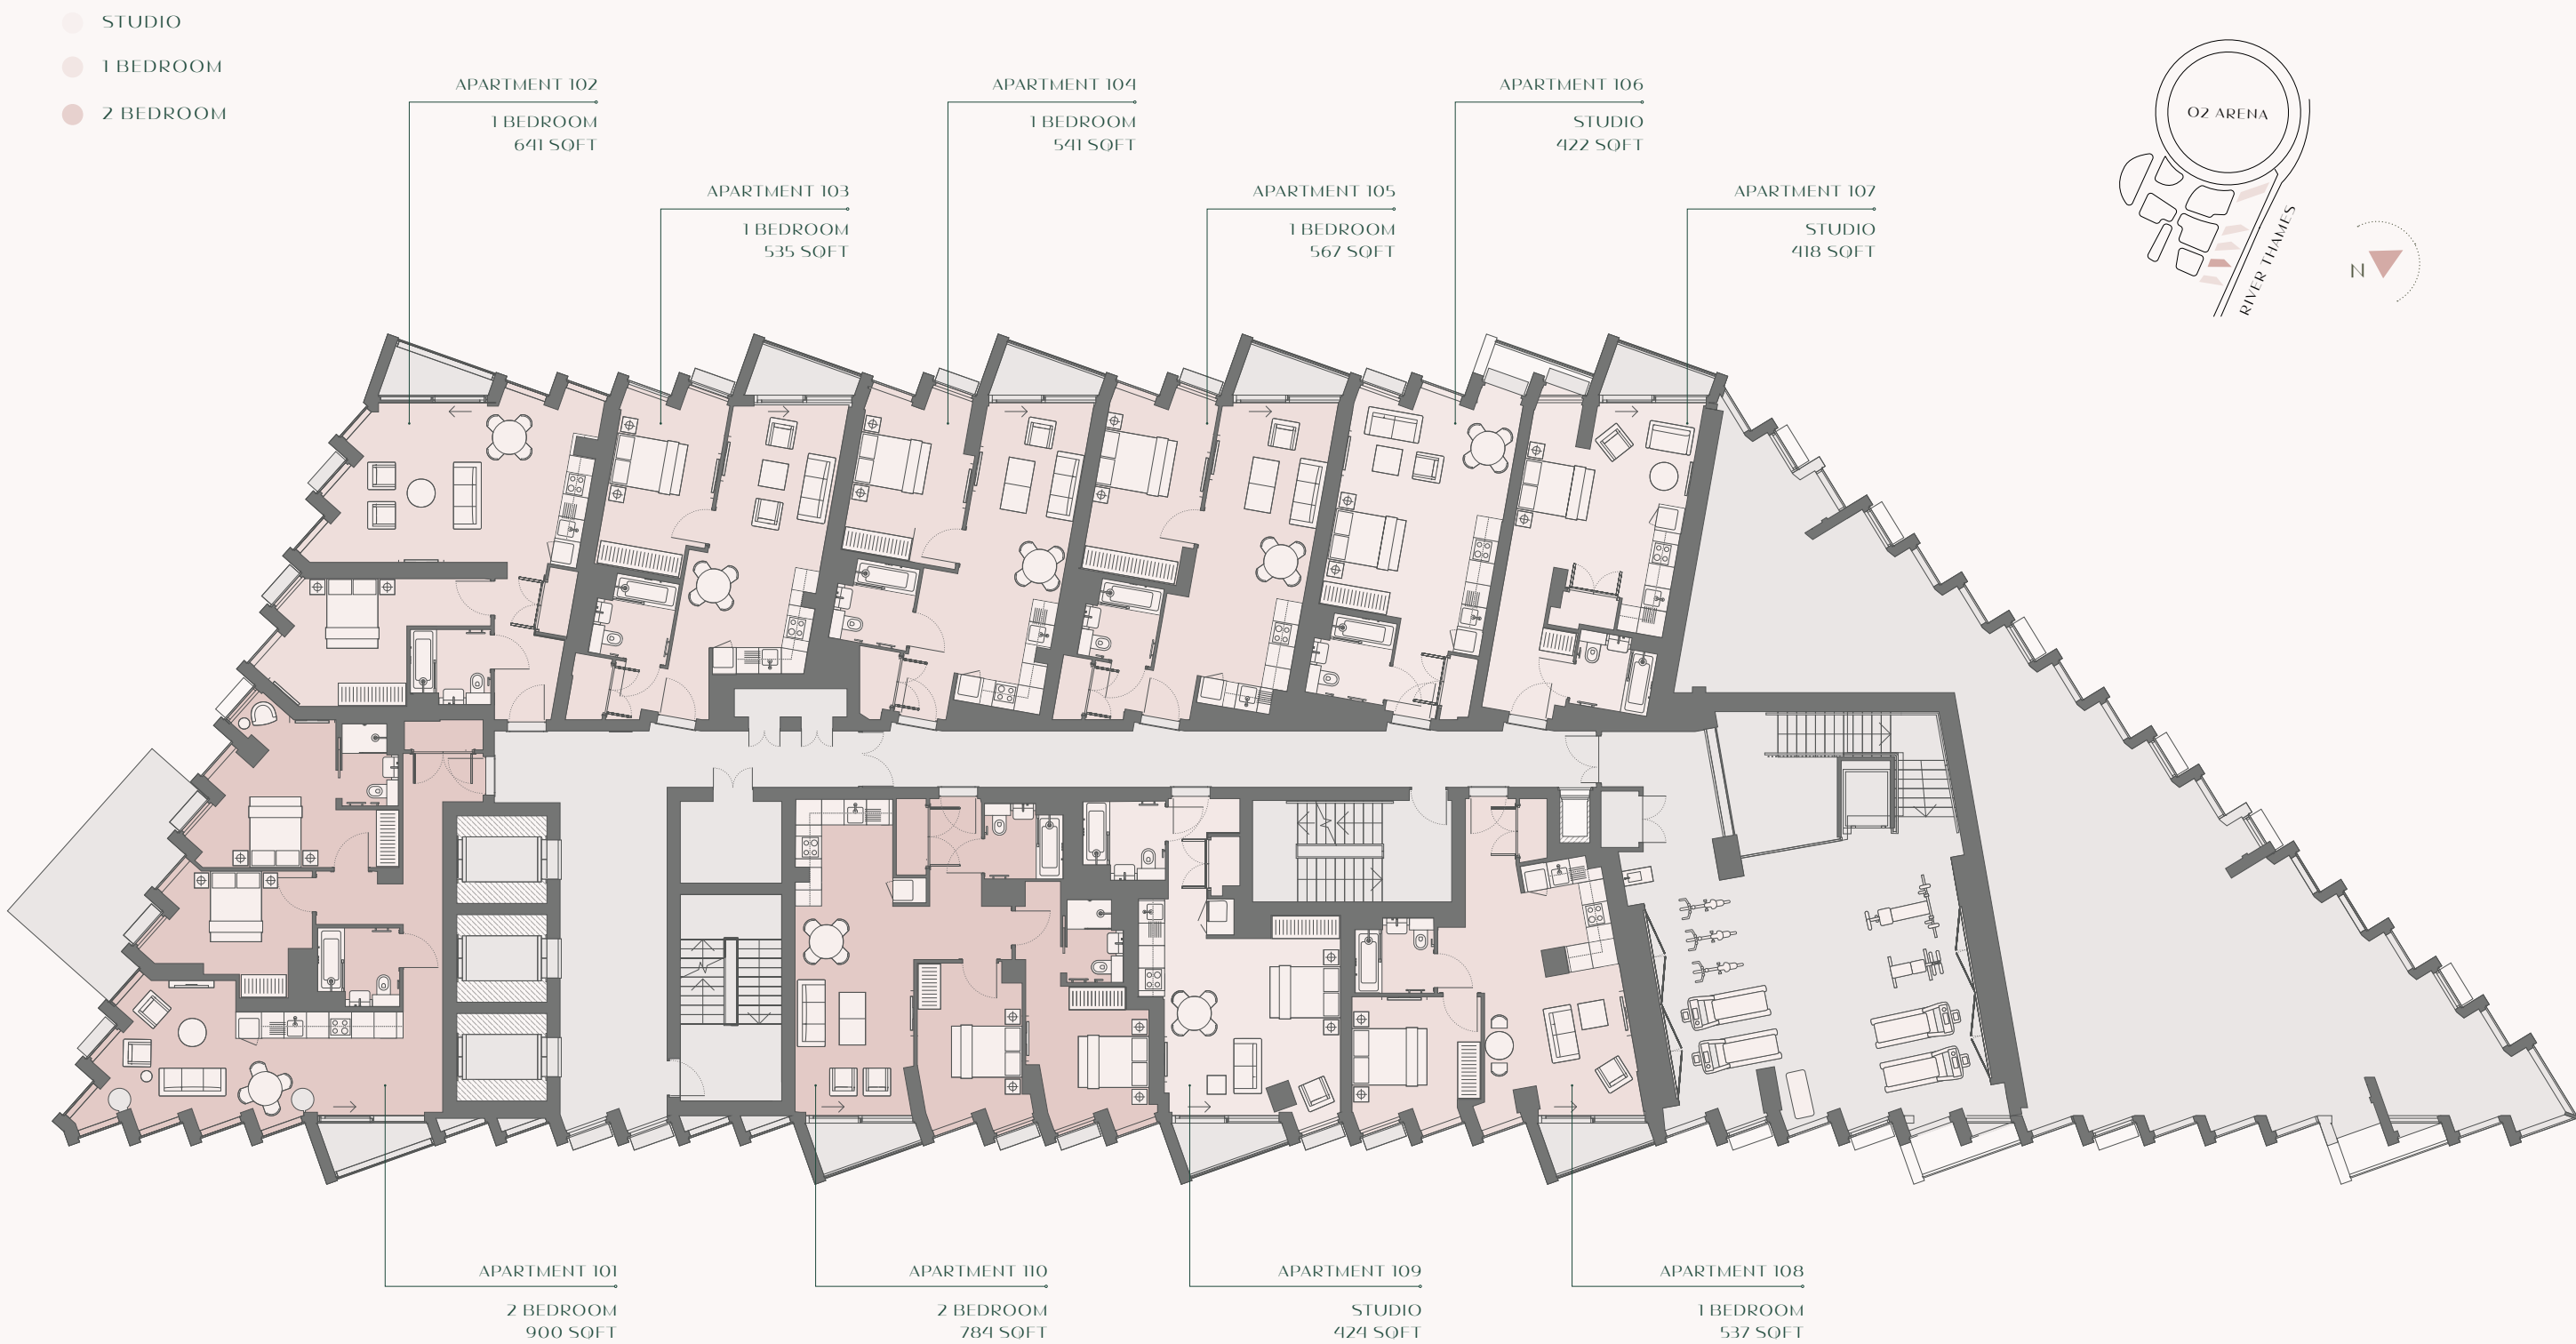 STUDIO
1 BEDROOM
2 BEDROOM
APARTMENT 102
1 BEDROOM
641 SQFT
APARTMENT 103
1 BEDROOM
535 SQFT
APARTMENT 104
1 BEDROOM
541 SQFT
APARTMENT 105
1 BEDROOM
567 SQFT
APARTMENT 106
STUDIO
422 SQFT
APARTMENT 107
STUDIO
418 SQFT
O2 ARENA
RIVER THAMES
N
APARTMENT 101
2 BEDROOM
900 SQFT
APARTMENT 110
2 BEDROOM
784 SQFT
APARTMENT 109
STUDIO
424 SQFT
APARTMENT 108
1 BEDROOM
537 SQFT